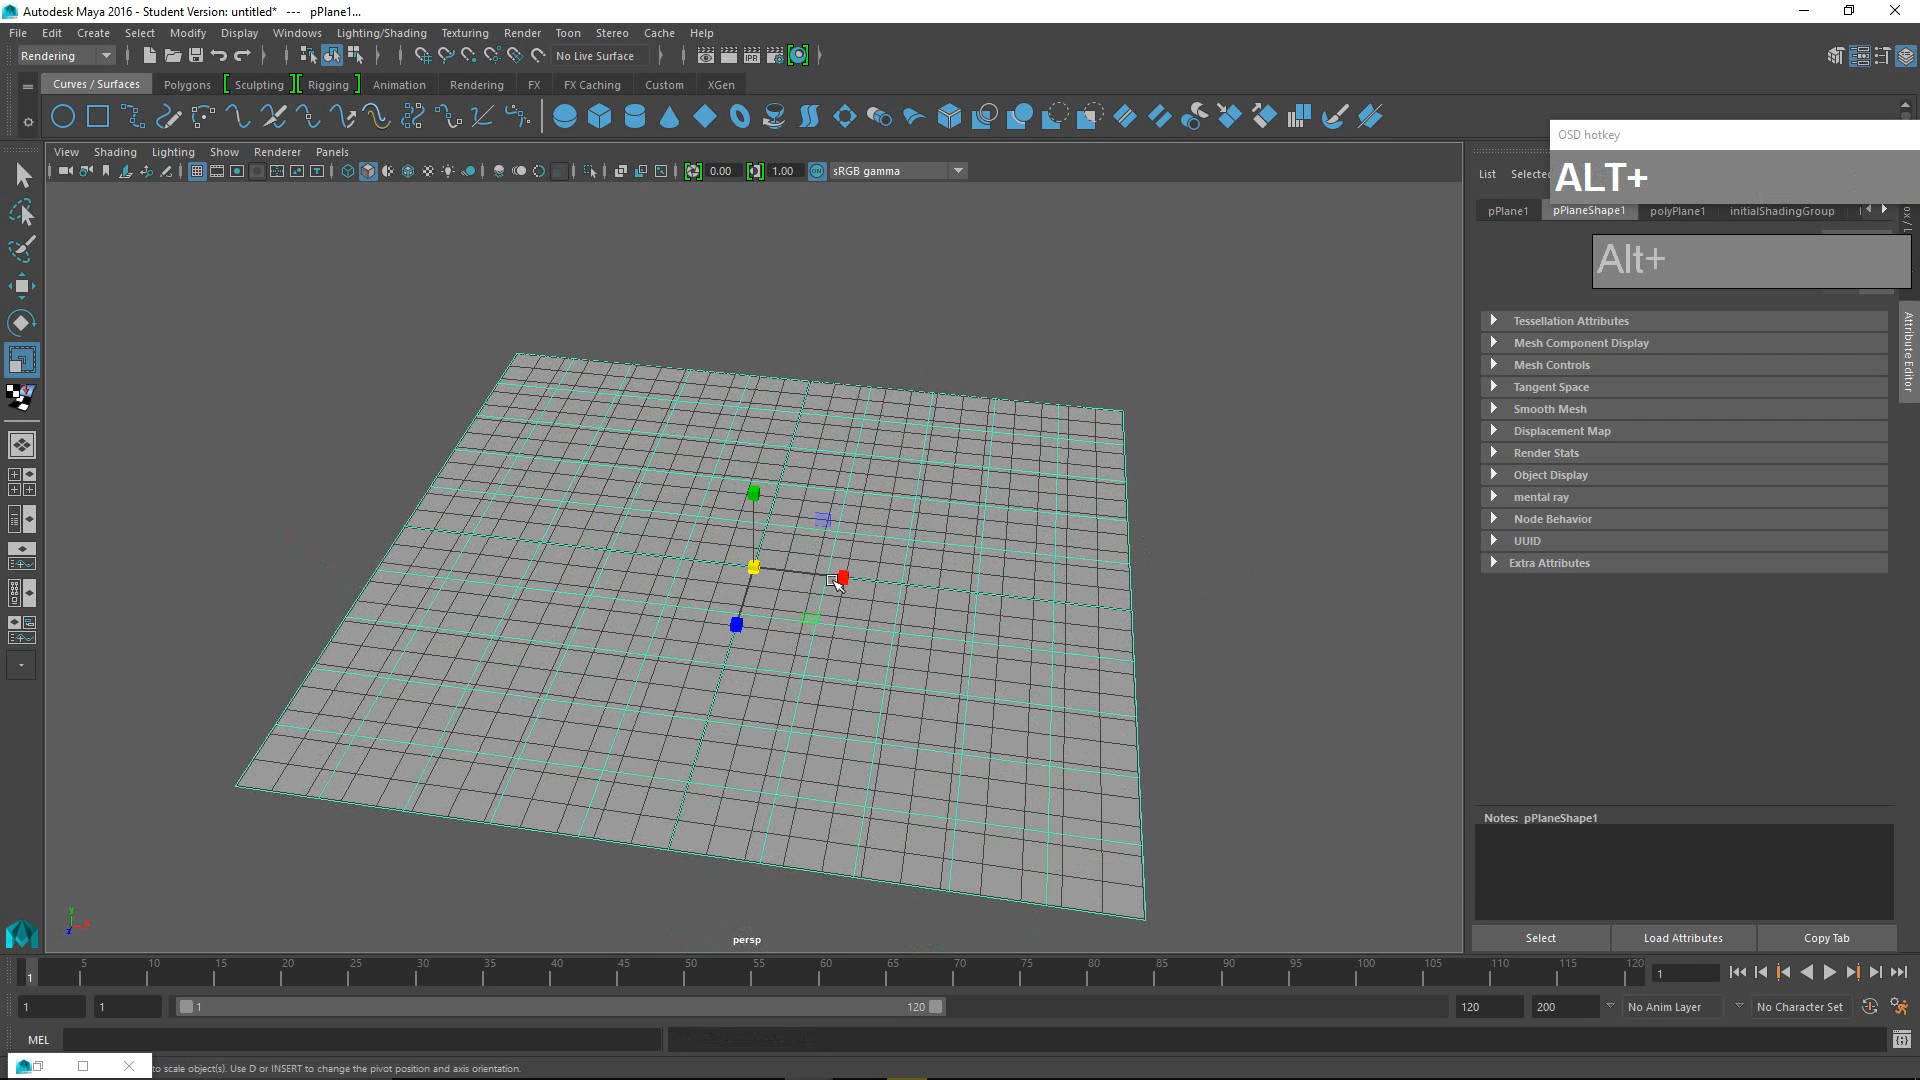 Autodesk Maya 2016 - Student Version: untitled*   ---   pPlane1...
File Edit Create Select Modify Display Windows Lighting/Shading Texturing Render Toon Stereo Cache Help
Rendering
No Live Surface
Curves / Surfaces Polygons Sculpting Rigging Animation Rendering FX FX Caching Custom XGen
OSD hotkey
ALT+
Alt+
View Shading Lighting Show Renderer Panels
0.00 1.00 ON sRGB gamma
List Selected
pPlane1 pPlaneShape1 polyPlane1 initialShadingGroup
Tessellation Attributes
Mesh Component Display
Mesh Controls
Tangent Space
Smooth Mesh
Displacement Map
Render Stats
Object Display
mental ray
Node Behavior
UUID
Extra Attributes
Attribute Editor
Notes: pPlaneShape1
Select Load Attributes Copy Tab
persp
1 5 10 15 20 25 30 35 40 45 50 55 60 65 70 75 80 85 90 95 100 105 110 115 120 1
1 1 1 120 120 200 No Anim Layer No Character Set
MEL
to scale object(s). Use D or INSERT to change the pivot position and axis orientation.